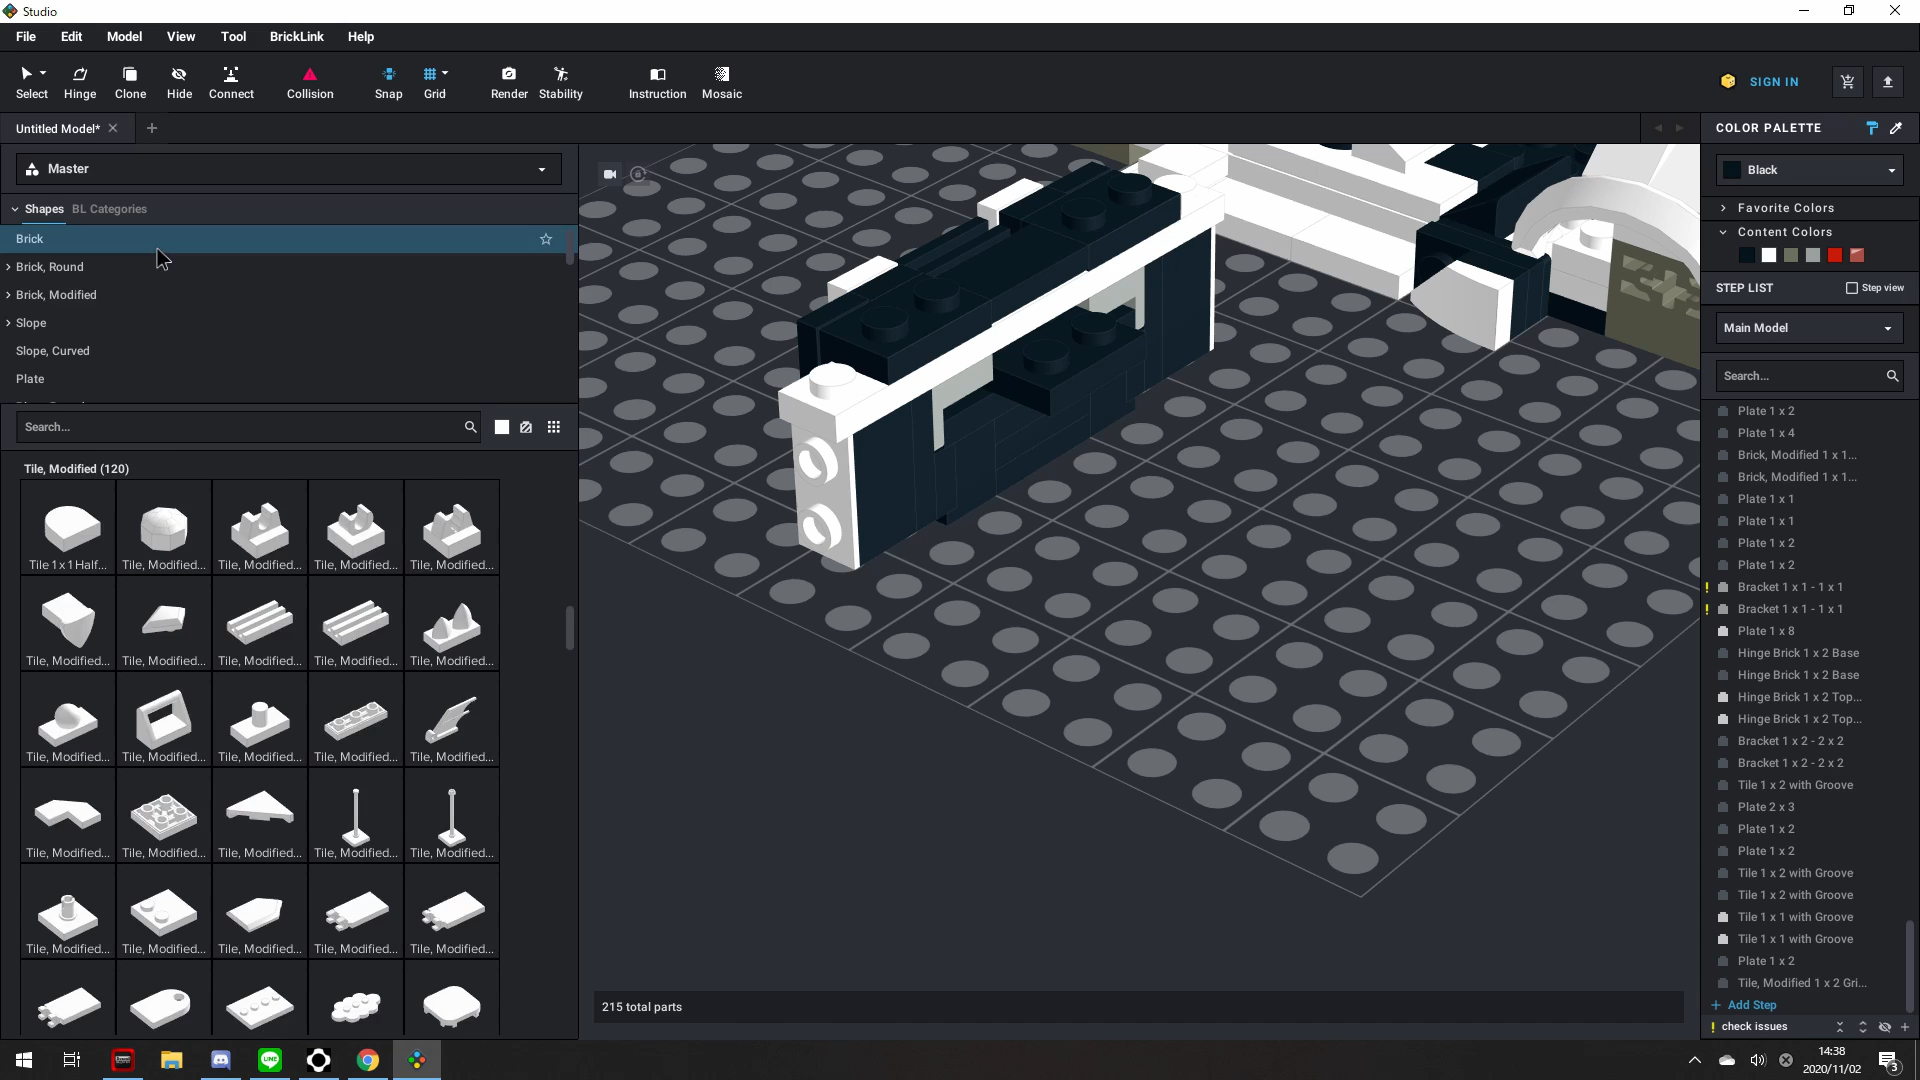 Studio
File Edit Model View Tool BrickLink Help
Select Hinge Clone Hide Connect Collision Snap Grid Render Stability Instruction Mosaic
SIGN IN
Untitled Model*
Master
Shapes BL Categories
Brick
Brick, Round
Brick, Modified
Slope
Slope, Curved
Plate
Search...
Tile, Modified (120)
Tile 1 x 1 Half... Tile, Modified... Tile, Modified... Tile, Modified... Tile, Modified...
Tile, Modified... Tile, Modified... Tile, Modified... Tile, Modified... Tile, Modified...
Tile, Modified... Tile, Modified... Tile, Modified... Tile, Modified... Tile, Modified...
Tile, Modified... Tile, Modified... Tile, Modified... Tile, Modified... Tile, Modified...
Tile, Modified... Tile, Modified... Tile, Modified... Tile, Modified... Tile, Modified...
215 total parts
COLOR PALETTE
Black
Favorite Colors
Content Colors
STEP LIST Step view
Main Model
Search...
Plate 1 x 2
Plate 1 x 4
Brick, Modified 1 x 1...
Brick, Modified 1 x 1...
Plate 1 x 1
Plate 1 x 1
Plate 1 x 2
Plate 1 x 2
! Bracket 1 x 1 - 1 x 1
! Bracket 1 x 1 - 1 x 1
Plate 1 x 8
Hinge Brick 1 x 2 Base
Hinge Brick 1 x 2 Base
Hinge Brick 1 x 2 Top...
Hinge Brick 1 x 2 Top...
Bracket 1 x 2 - 2 x 2
Bracket 1 x 2 - 2 x 2
Tile 1 x 2 with Groove
Plate 2 x 3
Plate 1 x 2
Plate 1 x 2
Tile 1 x 2 with Groove
Tile 1 x 2 with Groove
Tile 1 x 1 with Groove
Tile 1 x 1 with Groove
Plate 1 x 2
Tile, Modified 1 x 2 Gri...
+ Add Step
! check issues
LINE
14:38
2020/11/02
3